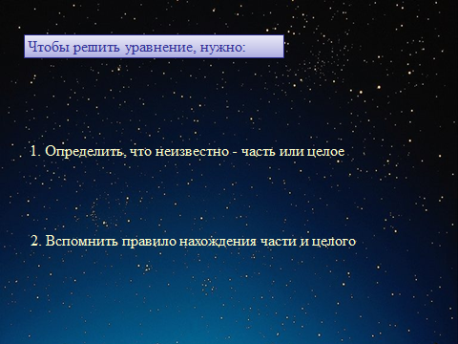 Чтобы решить уравнение, нужно:
1. Определить, что неизвестно - часть или целое
2. Вспомнить правило нахождения части и целого